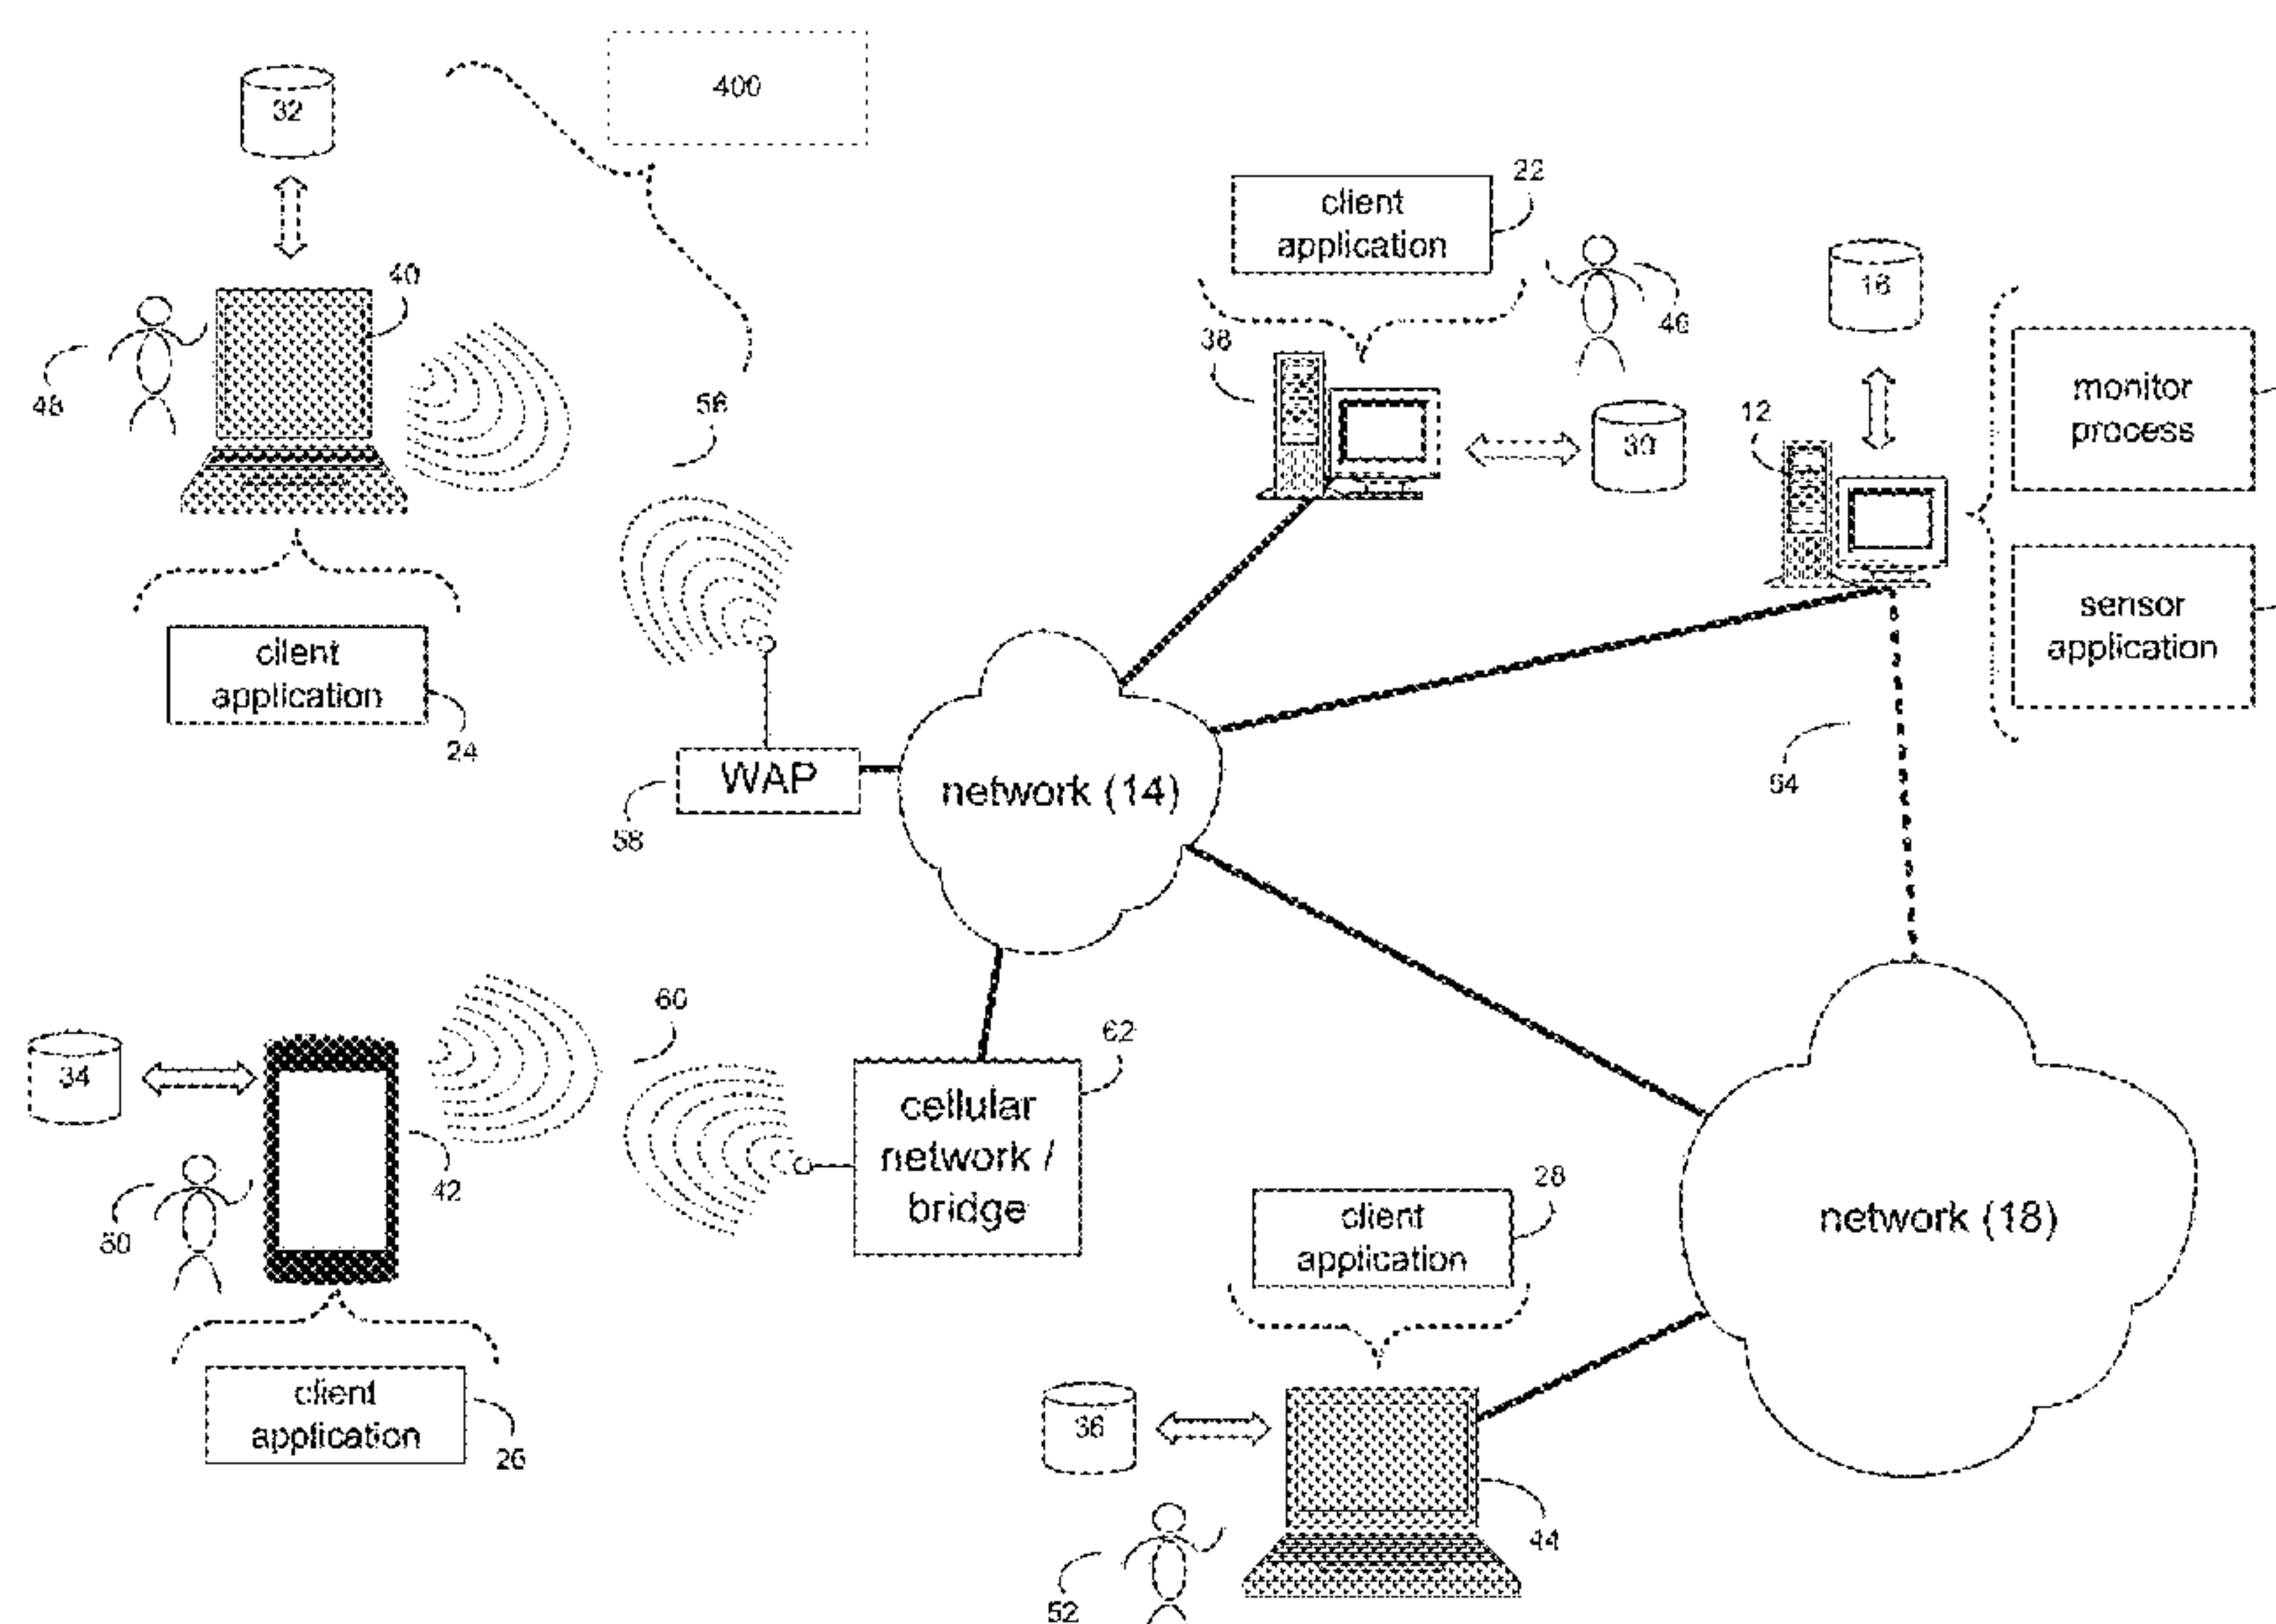 400
32
client
application
22
40
16
46
48
38
monitor
process
56
12
30
sensor
application
client
application
24
WAP
58
network (14)
54
60
62
34
cellular
network /
bridge
42
50
28
client
application
network (18)
client
application
26
36
44
52